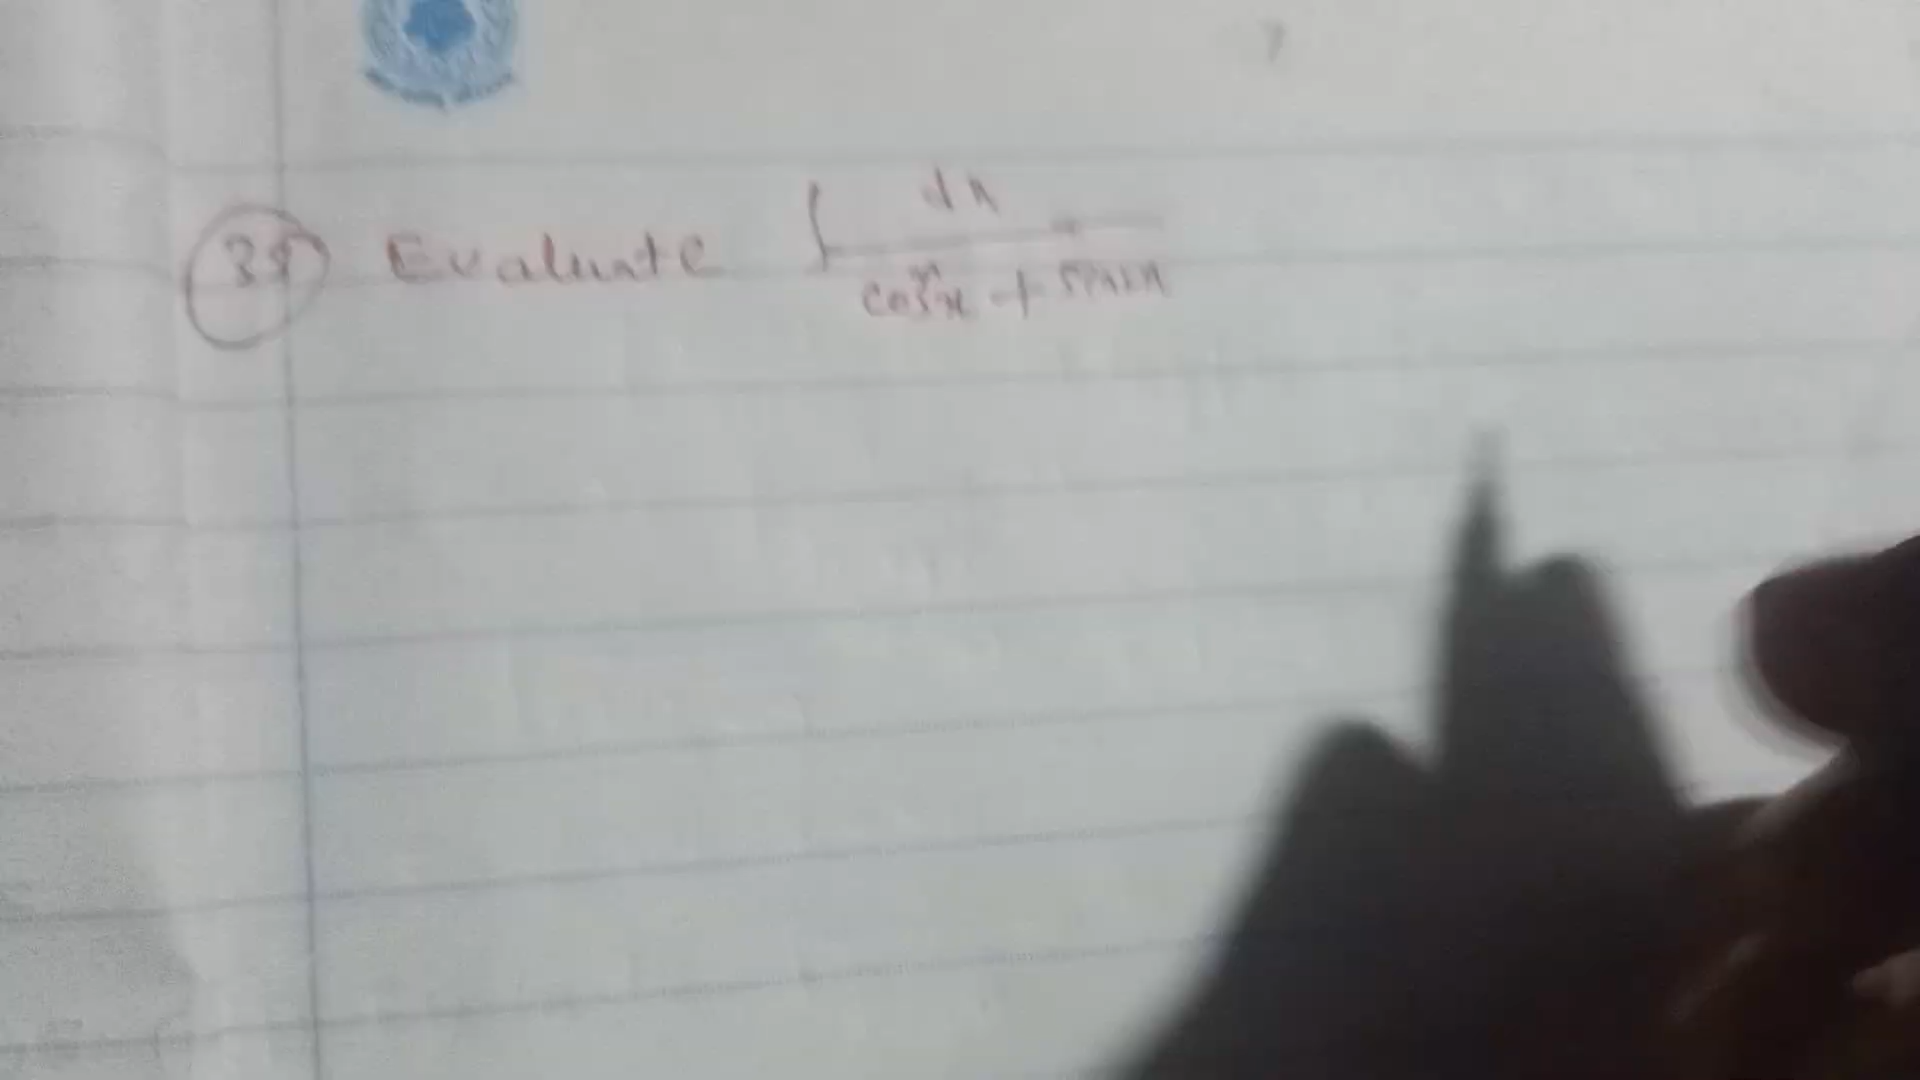 38 Evaluate ∫ dx
cos²x + sin2x